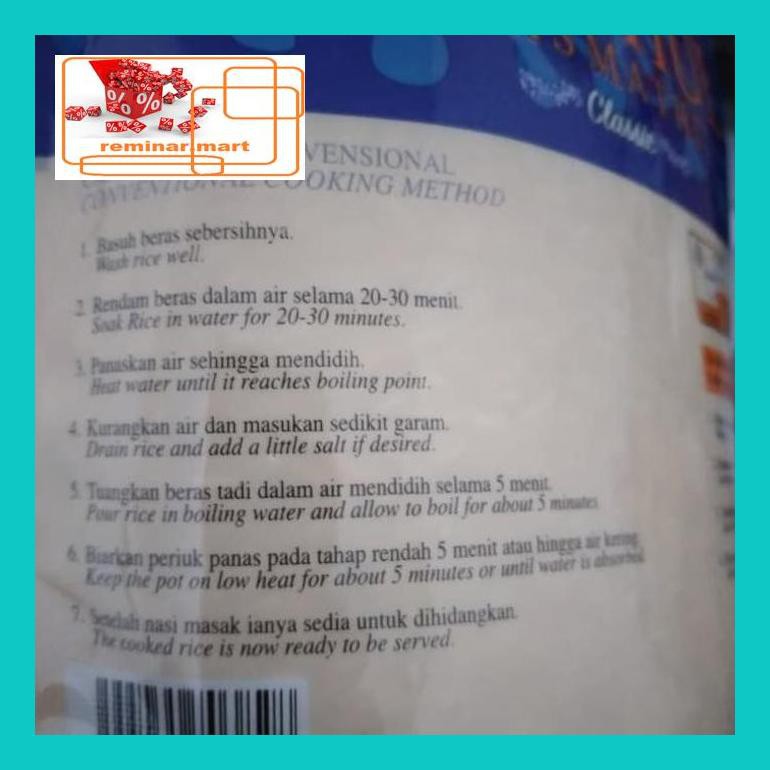 reminar.mart
Classic
VENSIONAL
CONVENTIONAL COOKING METHOD
1. Basuh beras sebersihnya.
Wash rice well.
2. Rendam beras dalam air selama 20-30 menit.
Soak Rice in water for 20-30 minutes.
3. Panaskan air sehingga mendidih.
Heat water until it reaches boiling point.
4. Kurangkan air dan masukan sedikit garam.
Drain rice and add a little salt if desired.
5. Tuangkan beras tadi dalam air mendidih selama 5 menit.
Pour rice in boiling water and allow to boil for about 5 minutes
6. Biarkan periuk panas pada tahap rendah 5 menit atau hingga air kering.
Keep the pot on low heat for about 5 minutes or until water is absorbed.
7. Setelah nasi masak ianya sedia untuk dihidangkan.
The cooked rice is now ready to be served.